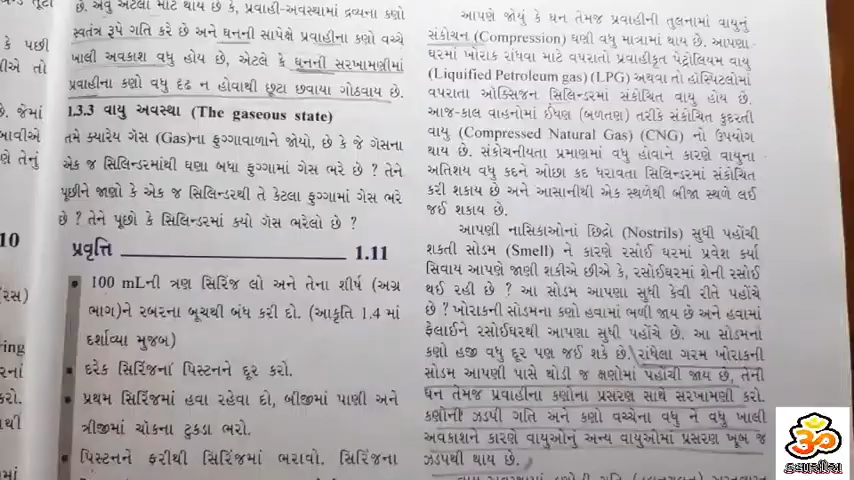 છે. એવું એટલા માટે થાય છે કે, પ્રવાહી-અવસ્થામાં દ્રવ્યના કણો
સ્વતંત્ર રૂપે ગતિ કરે છે અને ઘનની સાપેક્ષે પ્રવાહીના કણો વચ્ચે
ખાલી અવકાશ વધુ હોય છે, એટલે કે ઘનની સરખામણીમાં
પ્રવાહીના કણો વધુ દૃઢ ન હોવાથી છૂટા છવાયા ગોઠવાય છે.
1.3.3 વાયુ અવસ્થા (The gaseous state)
તમે ક્યારેય ગેસ (Gas)ના ફુગ્ગાવાળાને જોયો, છે કે જે ગેસના
એક જ સિલિન્ડરમાંથી ઘણા બધા ફુગ્ગામાં ગેસ ભરે છે ? તેને
પૂછીને જાણો કે એક જ સિલિન્ડરથી તે કેટલા ફુગ્ગામાં ગેસ ભરે
છે ? તેને પૂછો કે સિલિન્ડરમાં ક્યો ગેસ ભરેલો છે ?
પ્રવૃત્તિ 1.11
• 100 mLની ત્રણ સિરિંજ લો અને તેના શીર્ષ (અગ્ર
ભાગ)ને રબરના બૂચથી બંધ કરી દો. (આકૃતિ 1.4 માં
દર્શાવ્યા મુજબ)
• દરેક સિરિંજનાં પિસ્ટનને દૂર કરો.
• પ્રથમ સિરિંજમાં હવા રહેવા દો, બીજીમાં પાણી અને
ત્રીજીમાં ચોકના ટુકડા ભરો.
• પિસ્ટનને ફરીથી સિરિંજમાં ભરાવો. સિરિંજના
આપણે જોયું કે ઘન તેમજ પ્રવાહીની તુલનામાં વાયુનું
સંકોચન (Compression) ઘણી વધુ માત્રામાં થાય છે. આપણા
ઘરમાં ખોરાક રાંધવા માટે વપરાતો પ્રવાહીકૃત પેટ્રોલિયમ વાયુ
(Liquified Petroleum gas) (LPG) અથવા તો હોસ્પિટલોમાં
વપરાતા ઑક્સિજન સિલિન્ડરમાં સંકોચિત વાયુ હોય છે.
આજ-કાલ વાહનોમાં ઈંધણ (બળતણ) તરીકે સંકોચિત કુદરતી
વાયુ (Compressed Natural Gas) (CNG) નો ઉપયોગ
થાય છે. સંકોચનીયતા પ્રમાણમાં વધુ હોવાને કારણે વાયુના
અતિશય વધુ કદને ઓછા કદ ધરાવતા સિલિન્ડરમાં સંકોચિત
કરી શકાય છે અને આસાનીથી એક સ્થળેથી બીજા સ્થળે લઈ
જઈ શકાય છે.
આપણી નાસિકાઓનાં છિદ્રો (Nostrils) સુધી પહોંચી
શકતી સોડમ (Smell) ને કારણે રસોઈ ઘરમાં પ્રવેશ કર્યા
સિવાય આપણે જાણી શકીએ છીએ કે, રસોઈઘરમાં શેની રસોઈ
થઈ રહી છે ? આ સોડમ આપણા સુધી કેવી રીતે પહોંચે
છે ? ખોરાકની સોડમના કણો હવામાં ભળી જાય છે અને હવામાં
ફેલાઈને રસોઈઘરથી આપણા સુધી પહોંચે છે. આ સોડમનાં
કણો હજી વધુ દૂર પણ જઈ શકે છે. રાંધેલા ગરમ ખોરાકની
સોડમ આપણી પાસે થોડી જ ક્ષણોમાં પહોંચી જાય છે, તેની
ઘન તેમજ પ્રવાહીના કણોના પ્રસરણ સાથે સરખામણી કરો.
કણોની ઝડપી ગતિ અને કણો વચ્ચેના વધુ ને વધુ ખાલી
અવકાશને કારણે વાયુઓનું અન્ય વાયુઓમાં પ્રસરણ ખૂબ જ
ઝડપથી થાય છે.